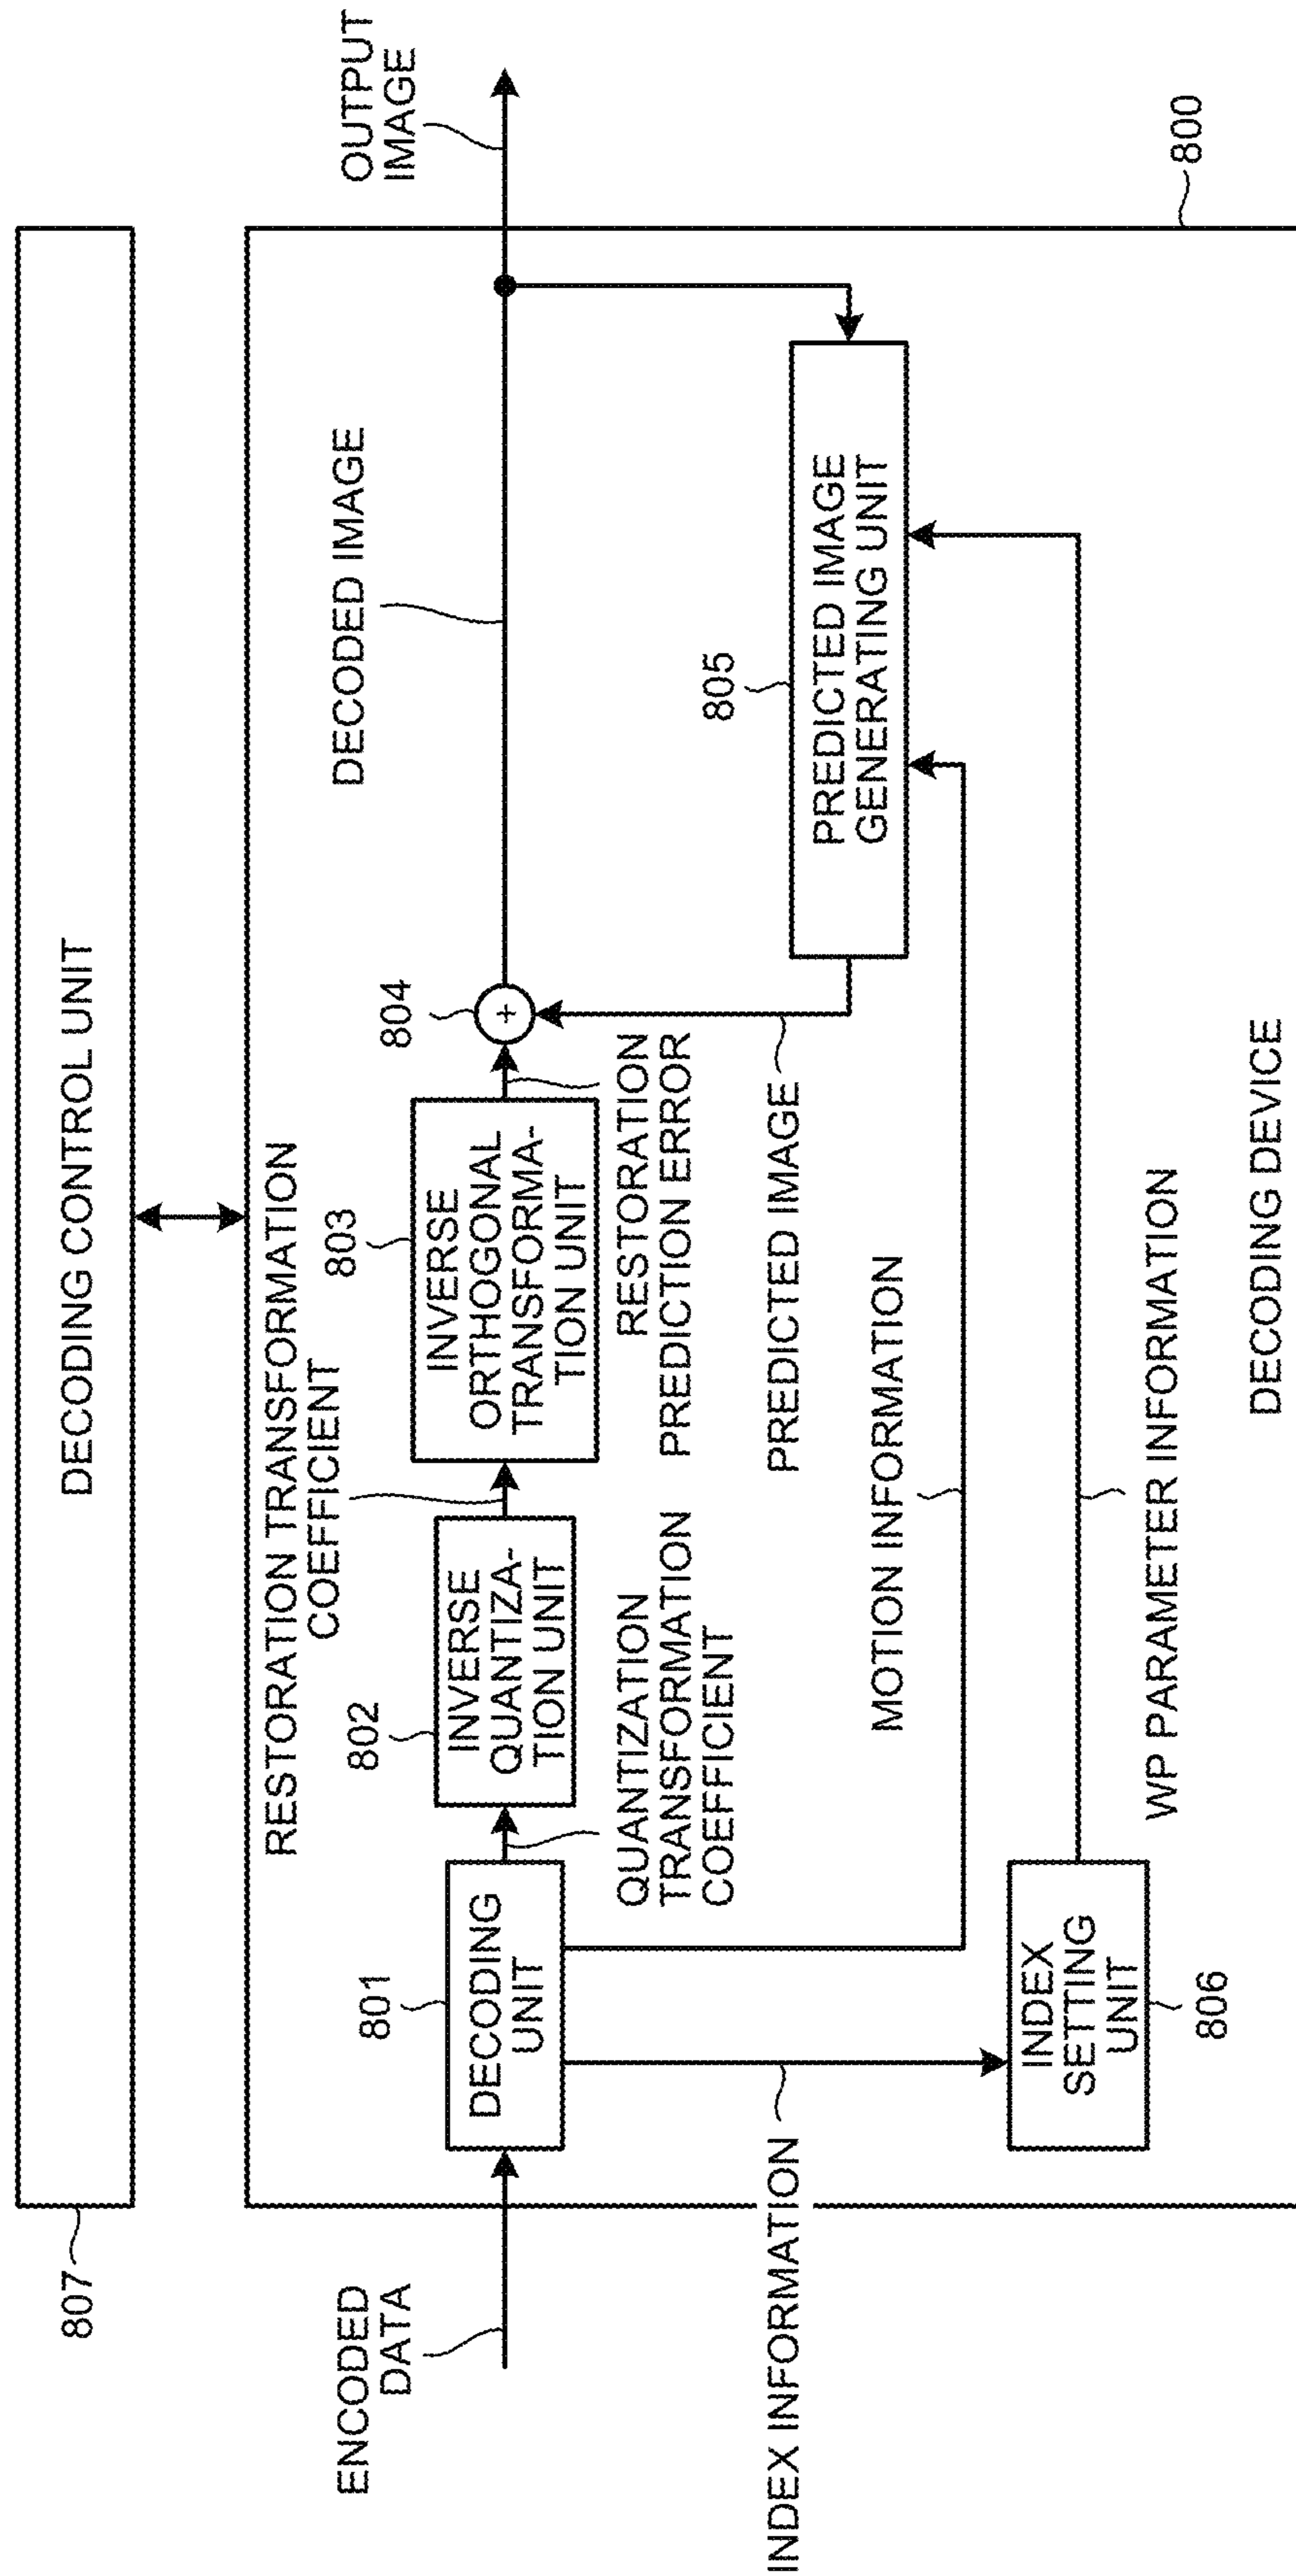 807
DECODING CONTROL UNIT
ENCODED
DATA
OUTPUT
IMAGE
RESTORATION TRANSFORMATION
COEFFICIENT
DECODED IMAGE
801
DECODING
UNIT
802
INVERSE
QUANTIZA-
TION UNIT
803
INVERSE
ORTHOGONAL
TRANSFORMA-
TION UNIT
804
+
QUANTIZATION
TRANSFORMATION
COEFFICIENT
RESTORATION
PREDICTION ERROR
805
PREDICTED IMAGE
GENERATING UNIT
INDEX INFORMATION
PREDICTED IMAGE
MOTION INFORMATION
INDEX
SETTING
UNIT
806
WP PARAMETER INFORMATION
DECODING DEVICE
800